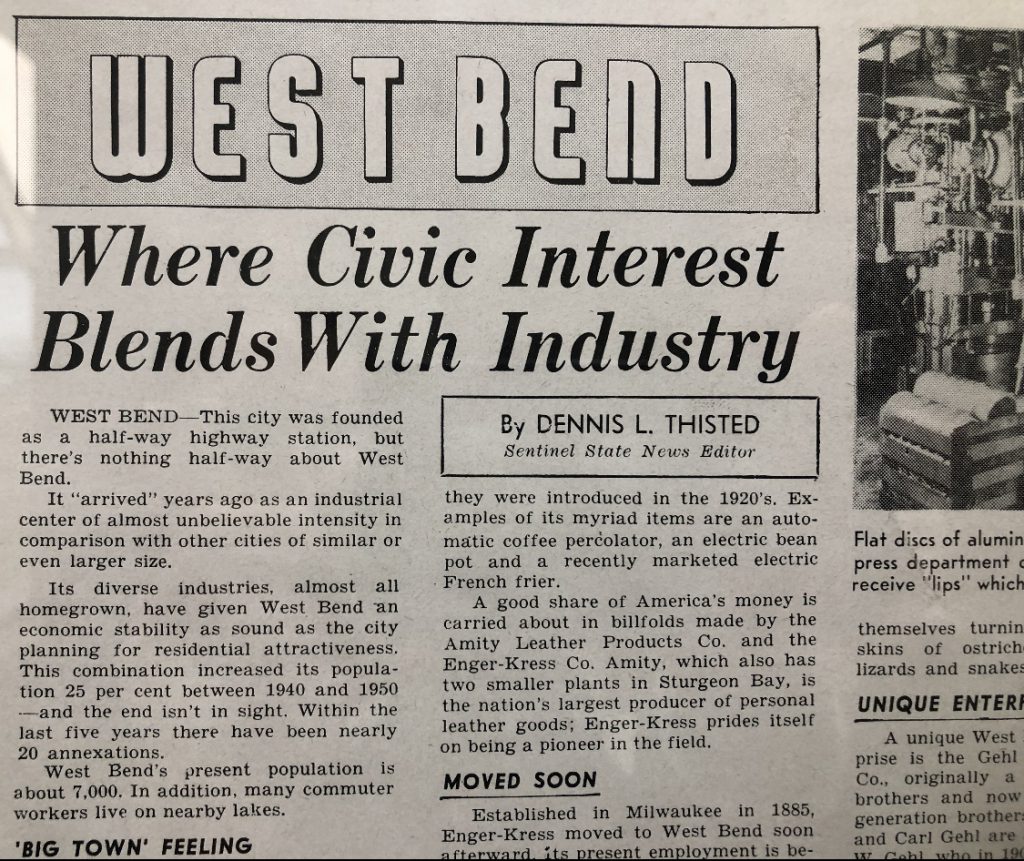 WEST BEND
Where Civic Interest
Blends With Industry
WEST BEND—This city was founded
as a half-way highway station, but
there's nothing half-way about West
Bend.
It "arrived" years ago as an industrial
center of almost unbelievable intensity in
comparison with other cities of similar or
even larger size.
Its diverse industries, almost all
homegrown, have given West Bend an
economic stability as sound as the city
planning for residential attractiveness.
This combination increased its popula-
tion 25 per cent between 1940 and 1950
—and the end isn't in sight. Within the
last five years there have been nearly
20 annexations.
West Bend's present population is
about 7,000. In addition, many commuter
workers live on nearby lakes.
'BIG TOWN' FEELING
By DENNIS L. THISTED
Sentinel State News Editor
they were introduced in the 1920's. Ex-
amples of its myriad items are an auto-
matic coffee percolator, an electric bean
pot and a recently marketed electric
French frier.
A good share of America's money is
carried about in billfolds made by the
Amity Leather Products Co. and the
Enger-Kress Co. Amity, which also has
two smaller plants in Sturgeon Bay, is
the nation's largest producer of personal
leather goods; Enger-Kress prides itself
on being a pioneer in the field.
MOVED SOON
Established in Milwaukee in 1885,
Enger-Kress moved to West Bend soon
afterward. Its present employment is be-
Flat discs of alumin
press department
receive "lips" which
themselves turnin
skins of ostrich
lizards and snakes
UNIQUE ENTERP
A unique West
prise is the Gehl
Co., originally a
brothers and now
generation brothers
and Carl Gehl are
W. Gehl who in 190